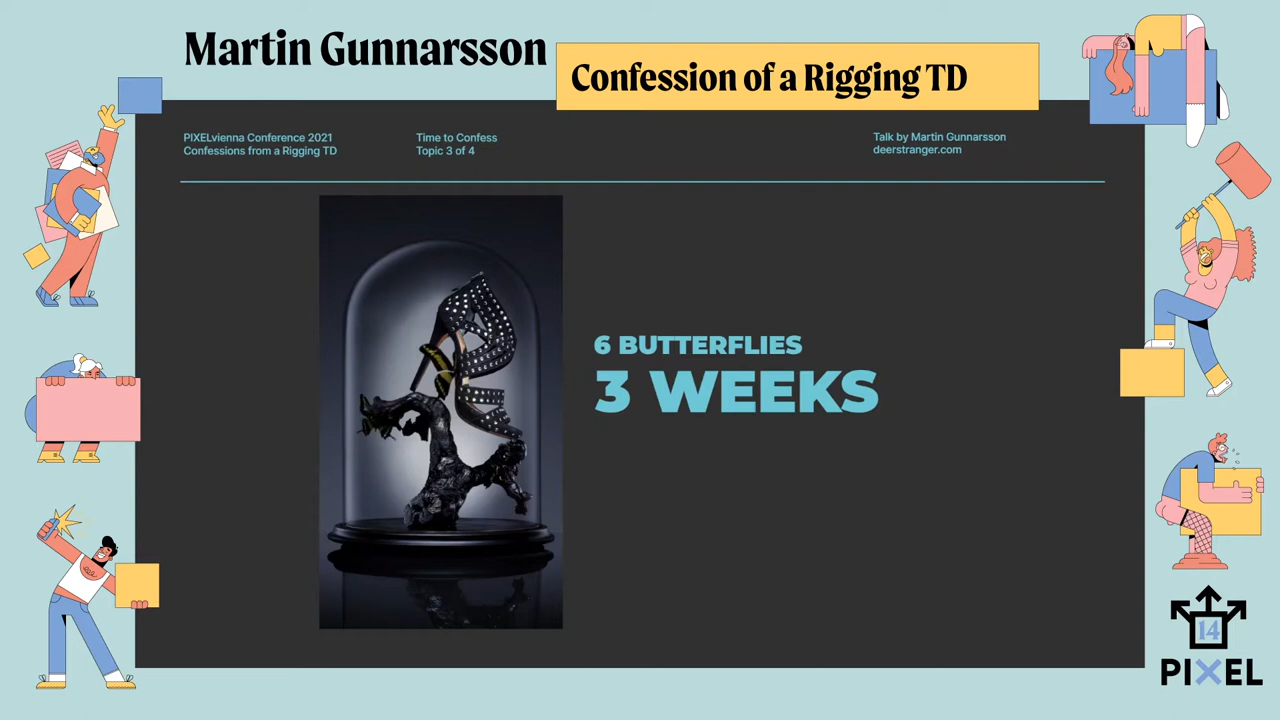 Martin Gunnarsson
Confession of a Rigging TD
PIXELvienna Conference 2021
Confessions from a Rigging TD
Time to Confess
Topic 3 of 4
Talk by Martin Gunnarsson
deerstranger.com
6 BUTTERFLIES
3 WEEKS
14
PIXEL